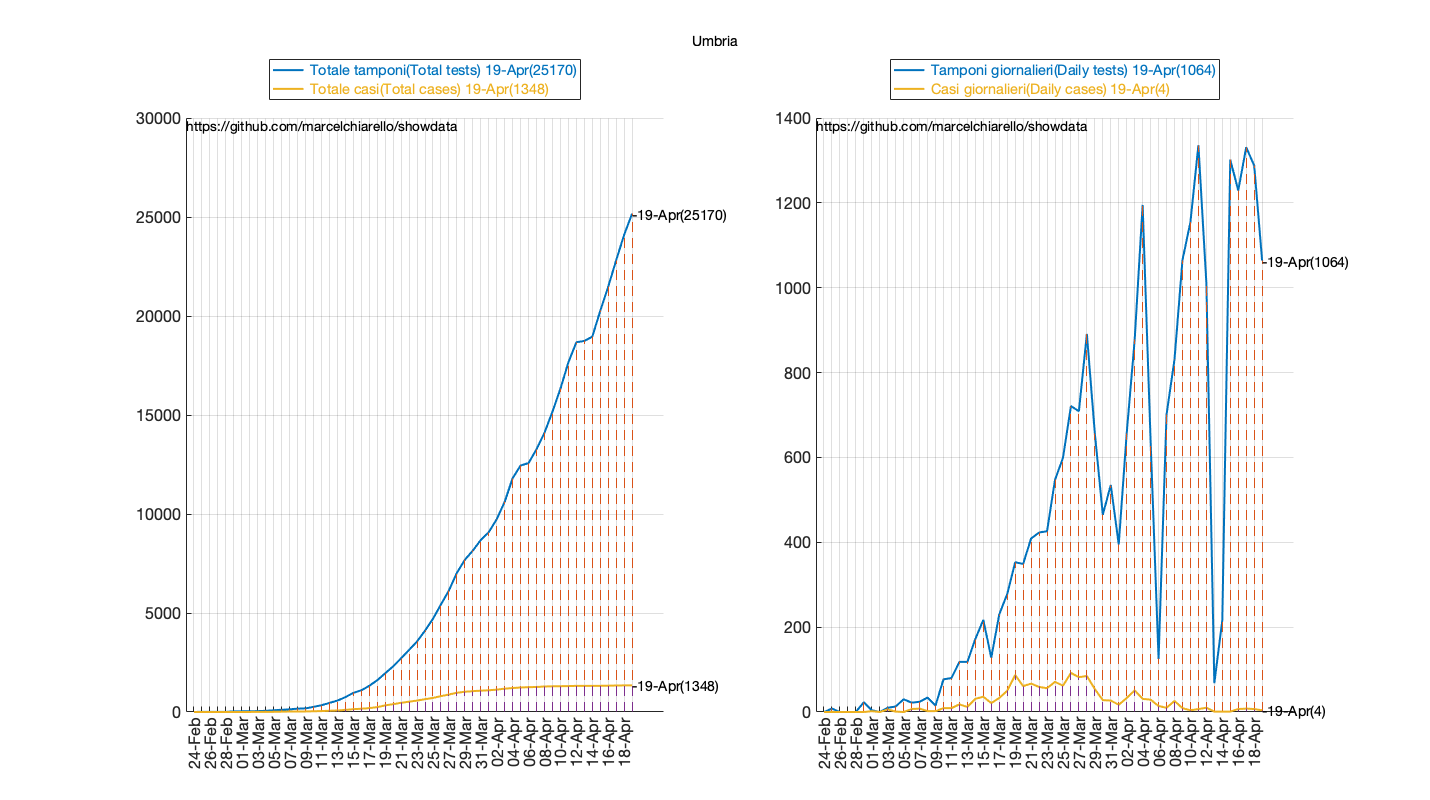 Umbria
Totale tamponi(Total tests) 19-Apr(25170)
Totale casi(Total cases) 19-Apr(1348)
30000
https://github.com/marcelchiarello/showdata
25000
19-Apr(25170)
20000
15000
10000
5000
19-Apr(1348)
0
24-Feb
26-Feb
28-Feb
01-Mar
03-Mar
05-Mar
07-Mar
09-Mar
11-Mar
13-Mar
15-Mar
17-Mar
19-Mar
21-Mar
23-Mar
25-Mar
27-Mar
29-Mar
31-Mar
02-Apr
04-Apr
06-Apr
08-Apr
10-Apr
12-Apr
14-Apr
16-Apr
18-Apr
Tamponi giornalieri(Daily tests) 19-Apr(1064)
Casi giornalieri(Daily cases) 19-Apr(4)
1400
https://github.com/marcelchiarello/showdata
1200
19-Apr(1064)
1000
800
600
400
200
0
19-Apr(4)
24-Feb
26-Feb
28-Feb
01-Mar
03-Mar
05-Mar
07-Mar
09-Mar
11-Mar
13-Mar
15-Mar
17-Mar
19-Mar
21-Mar
23-Mar
25-Mar
27-Mar
29-Mar
31-Mar
02-Apr
04-Apr
06-Apr
08-Apr
10-Apr
12-Apr
14-Apr
16-Apr
18-Apr